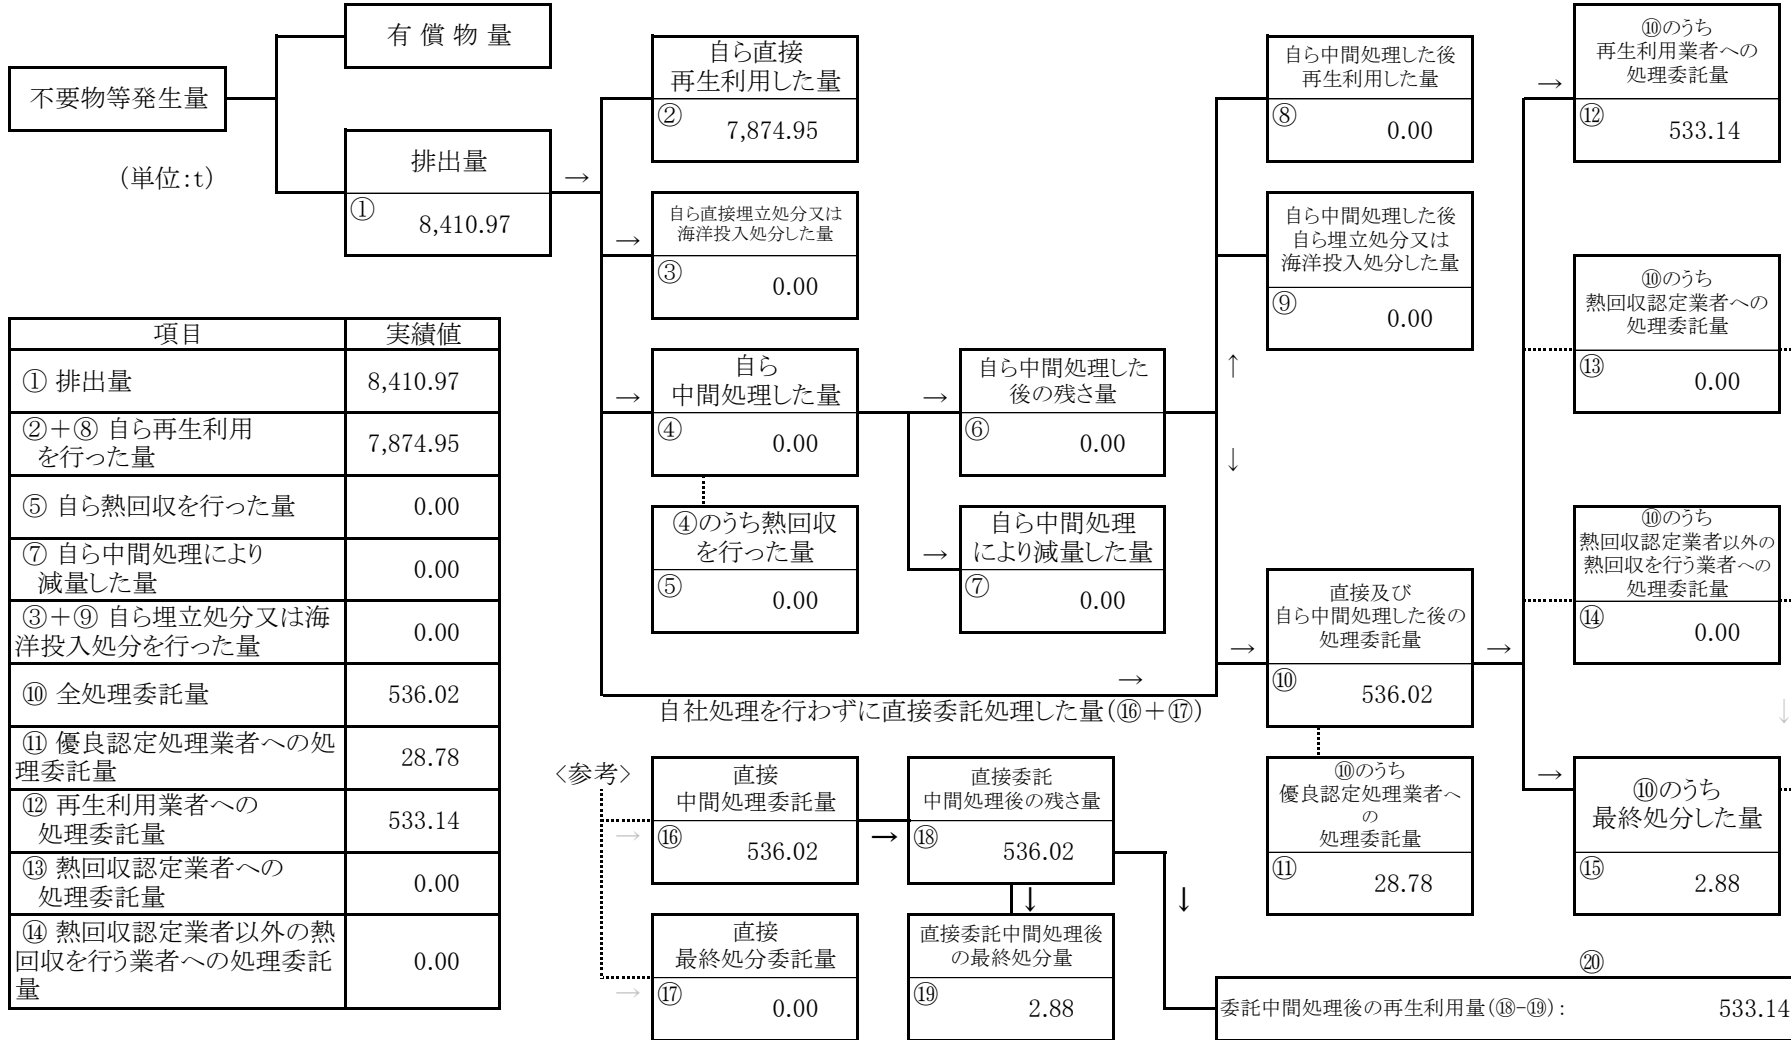 有 償 物 量
不要物等発生量
(単位:t)
排出量
①
8,410.97
→
自ら直接
再生利用した量
②
7,874.95
→
自ら直接埋立処分又は
海洋投入処分した量
③
0.00
→
自ら
中間処理した量
④
0.00
④のうち熱回収
を行った量
⑤
0.00
→
自ら中間処理した
後の残さ量
⑥
0.00
→
自ら中間処理
により減量した量
⑦
0.00
自ら中間処理した後
再生利用した量
⑧
0.00
自ら中間処理した後
自ら埋立処分又は
海洋投入処分した量
⑨
0.00
↑
↓
→
自社処理を行わずに直接委託処理した量(⑯+⑰)
→
直接及び
自ら中間処理した後の
処理委託量
⑩
536.02
⑩のうち
優良認定処理業者へ
の
処理委託量
⑪
28.78
→
→
⑩のうち
再生利用業者への
処理委託量
⑫
533.14
⑩のうち
熱回収認定業者への
処理委託量
⑬
0.00
⑩のうち
熱回収認定業者以外の
熱回収を行う業者への
処理委託量
⑭
0.00
↓
→
⑩のうち
最終処分した量
⑮
2.88
項目 実績値
① 排出量 8,410.97
②+⑧ 自ら再生利用
を行った量 7,874.95
⑤ 自ら熱回収を行った量 0.00
⑦ 自ら中間処理により
減量した量 0.00
③+⑨ 自ら埋立処分又は海
洋投入処分を行った量 0.00
⑩ 全処理委託量 536.02
⑪ 優良認定処理業者への処
理委託量 28.78
⑫ 再生利用業者への
処理委託量 533.14
⑬ 熱回収認定業者への
処理委託量 0.00
⑭ 熱回収認定業者以外の熱
回収を行う業者への処理委託
量 0.00
<参考>
→
直接
中間処理委託量
⑯
536.02
→
直接
最終処分委託量
⑰
0.00
→
直接委託
中間処理後の残さ量
⑱
536.02
↓
直接委託中間処理後
の最終処分量
⑲
2.88
↓
⑳
委託中間処理後の再生利用量(⑱-⑲): 533.14